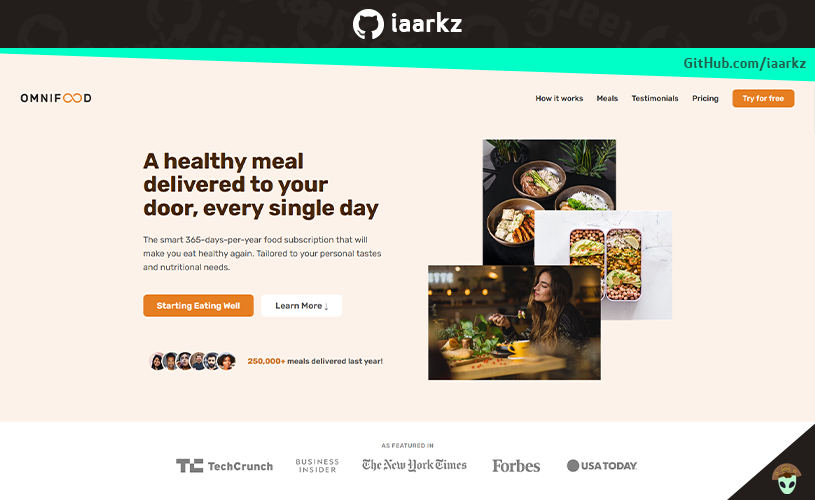 iaarkz
GitHub.com/iaarkz
OMNIFOOD
How it works
Meals
Testimonials
Pricing
Try for free
A healthy meal
delivered to your
door, every single day
The smart 365-days-per-year food subscription that will
make you eat healthy again. Tailored to your personal tastes
and nutritional needs.
Starting Eating Well
Learn More ↓
250,000+ meals delivered last year!
AS FEATURED IN
TC TechCrunch
BUSINESS
INSIDER
The New York Times
Forbes
USA TODAY